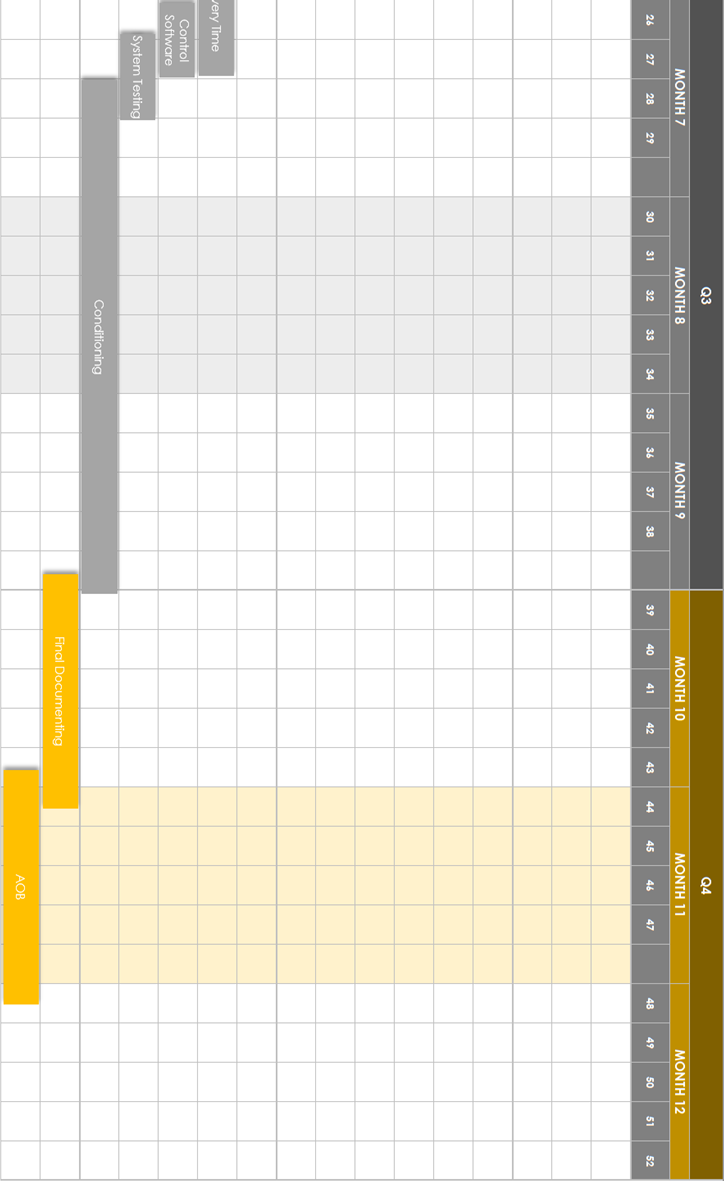 Q3 Q4
MONTH 7 MONTH 8 MONTH 9 MONTH 10 MONTH 11 MONTH 12
26 27 28 29 30 31 32 33 34 35 36 37 38 39 40 41 42 43 44 45 46 47 48 49 50 51 52
very Time
Control
Software
System Testing
Conditioning
Final Documenting
AOB